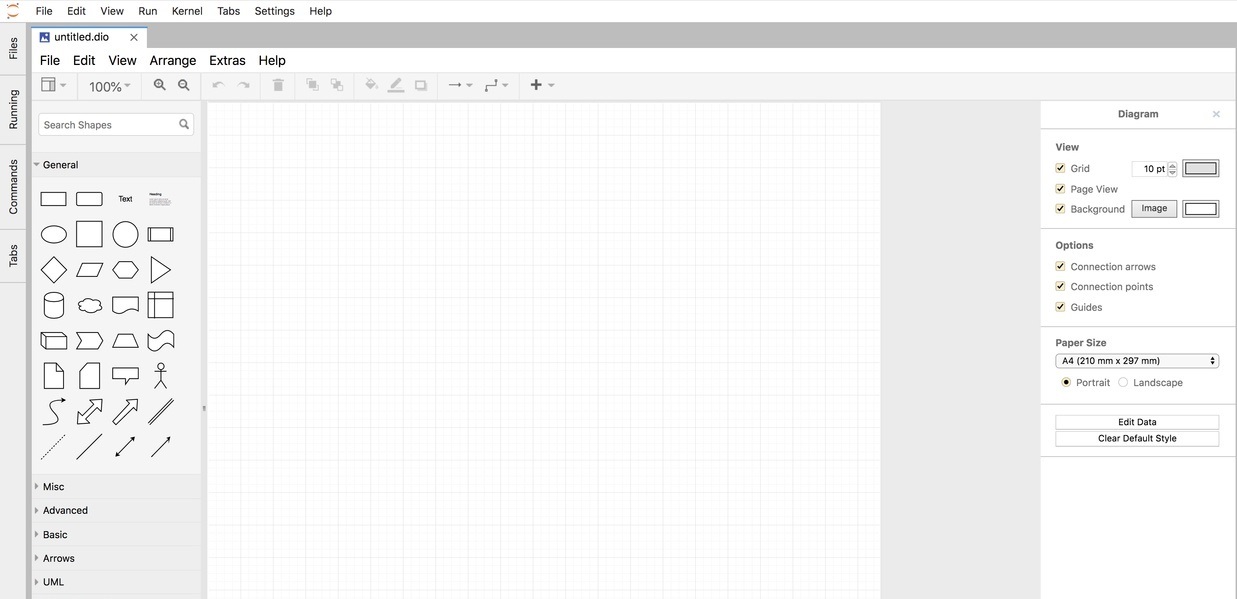 File Edit View Run Kernel Tabs Settings Help
Files
Running
Commands
Tabs
untitled.dio
File Edit View Arrange Extras Help
100%
Search Shapes
General
Text
Heading
Misc
Advanced
Basic
Arrows
UML
Diagram
View
Grid 10 pt
Page View
Background Image
Options
Connection arrows
Connection points
Guides
Paper Size
A4 (210 mm x 297 mm)
Portrait Landscape
Edit Data
Clear Default Style